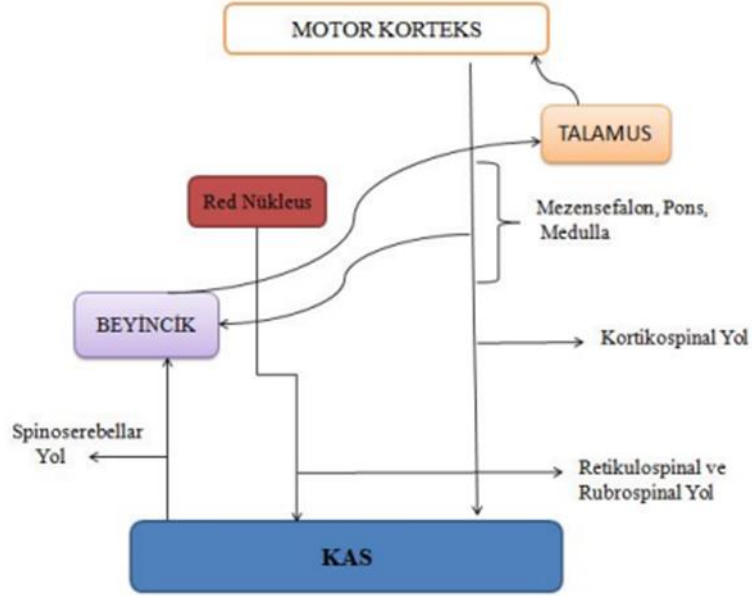 MOTOR KORTEKS
TALAMUS
Red Nükleus
Mezensefalon, Pons,
Medulla
BEYİNCİK
Kortikospinal Yol
Spinoserebellar
Yol
Retikulospinal ve
Rubrospinal Yol
KAS